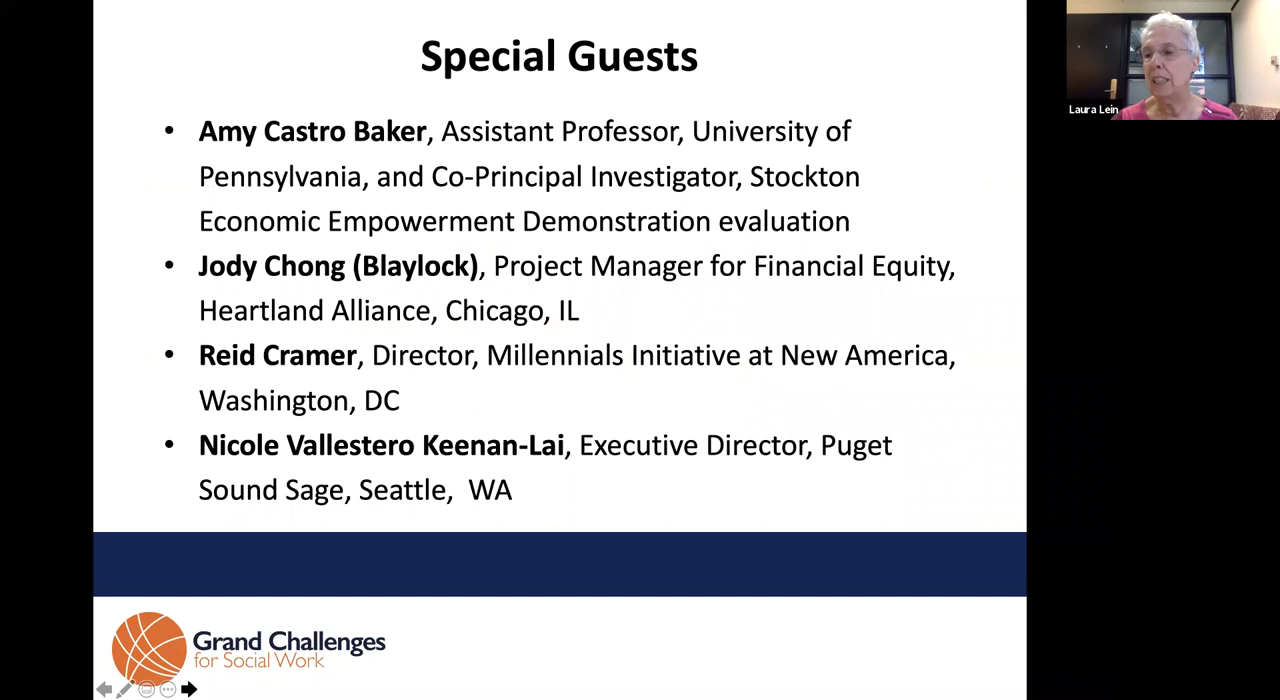 Special Guests
• Amy Castro Baker, Assistant Professor, University of
Pennsylvania, and Co-Principal Investigator, Stockton
Economic Empowerment Demonstration evaluation
• Jody Chong (Blaylock), Project Manager for Financial Equity,
Heartland Alliance, Chicago, IL
• Reid Cramer, Director, Millennials Initiative at New America,
Washington, DC
• Nicole Vallestero Keenan-Lai, Executive Director, Puget
Sound Sage, Seattle,  WA
Grand Challenges
for Social Work
Laura Lein